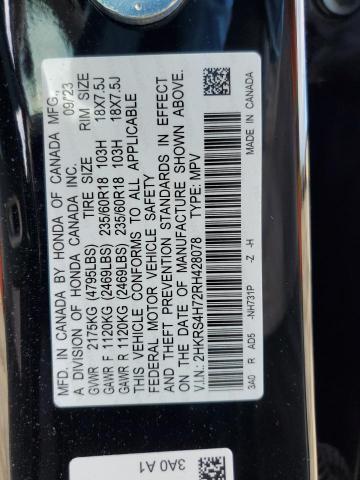 MFD. IN CANADA BY HONDA OF CANADA MFG.,
A DIVISION OF HONDA CANADA INC. 09/23
TIRE SIZE RIM SIZE
GVWR 2175KG (4795LBS)
GAWR F 1120KG (2469LBS) 235/60R18 103H 18X7.5J
GAWR R 1120KG (2469LBS) 235/60R18 103H 18X7.5J
THIS VEHICLE CONFORMS TO ALL APPLICABLE
FEDERAL MOTOR VEHICLE SAFETY
AND THEFT PREVENTION STANDARDS IN EFFECT
ON THE DATE OF MANUFACTURE SHOWN ABOVE.
V.I.N.: 2HKRS4H72RH428078 TYPE: MPV
3A0 R AD5 -NH731P -Z -H MADE IN CANADA
3A0 A1